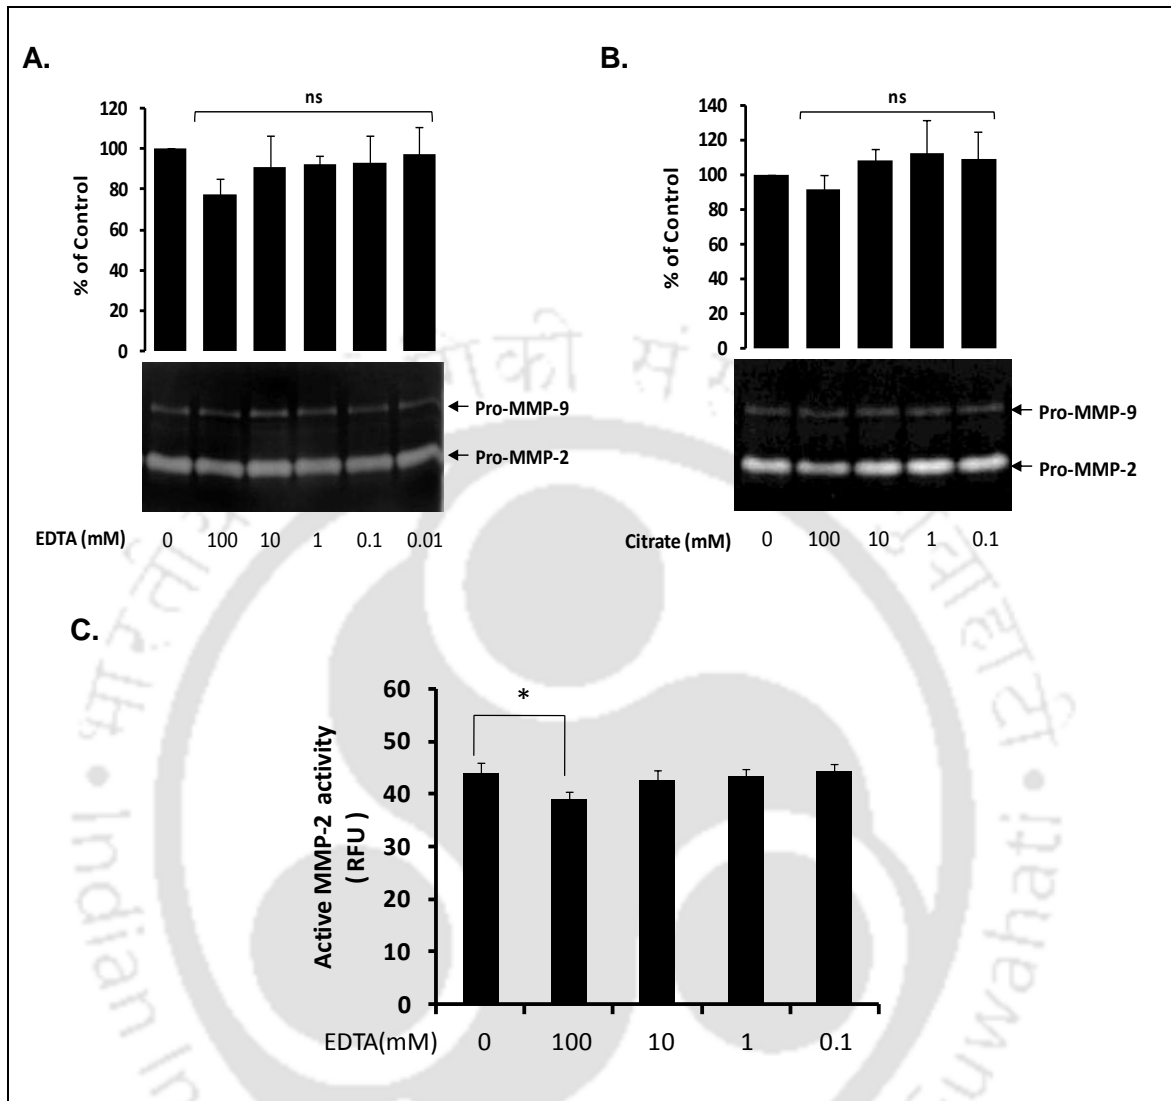 A.
ns
120
100
80
60
40
20
0
% of Control
Pro-MMP-9
Pro-MMP-2
EDTA (mM) 0 100 10 1 0.1 0.01
B.
ns
140
120
100
80
60
40
20
0
% of Control
Pro-MMP-9
Pro-MMP-2
Citrate (mM) 0 100 10 1 0.1
C.
*
60
50
40
30
20
10
0
Active MMP-2 activity
( RFU )
EDTA(mM) 0 100 10 1 0.1
Indian In
uwahati